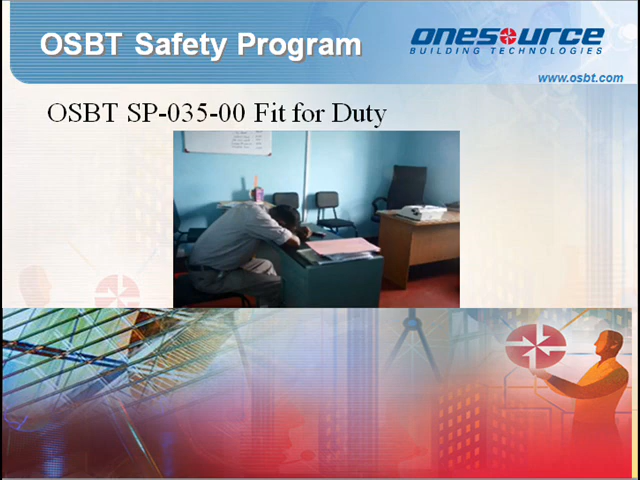 OSBT Safety Program
onesource
BUILDING TECHNOLOGIES
www.osbt.com
OSBT SP-035-00 Fit for Duty